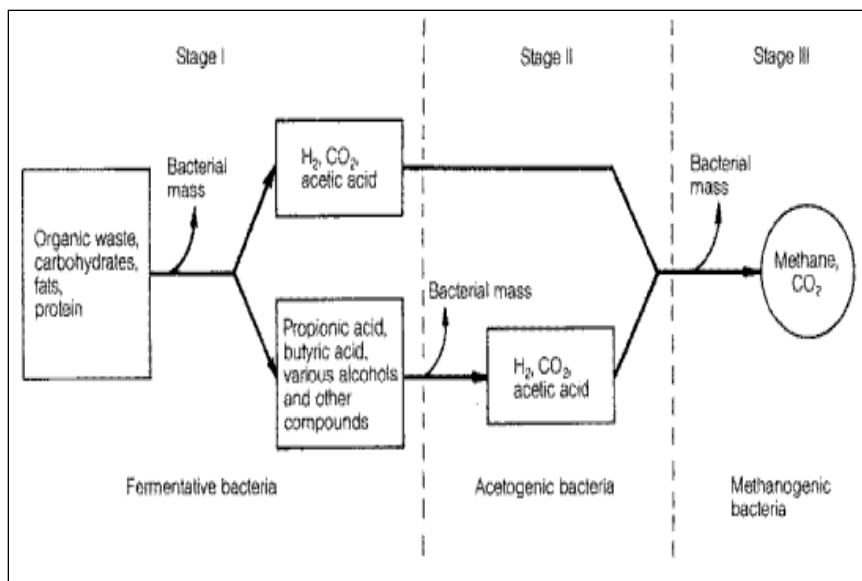 Stage I
Stage II
Stage III
Organic waste,
carbohydrates,
fats,
protein
Bacterial
mass
H₂, CO₂,
acetic acid
Propionic acid,
butyric acid,
various alcohols
and other
compounds
Bacterial mass
H₂, CO₂,
acetic acid
Bacterial
mass
Methane,
CO₂
Fermentative bacteria
Acetogenic bacteria
Methanogenic
bacteria